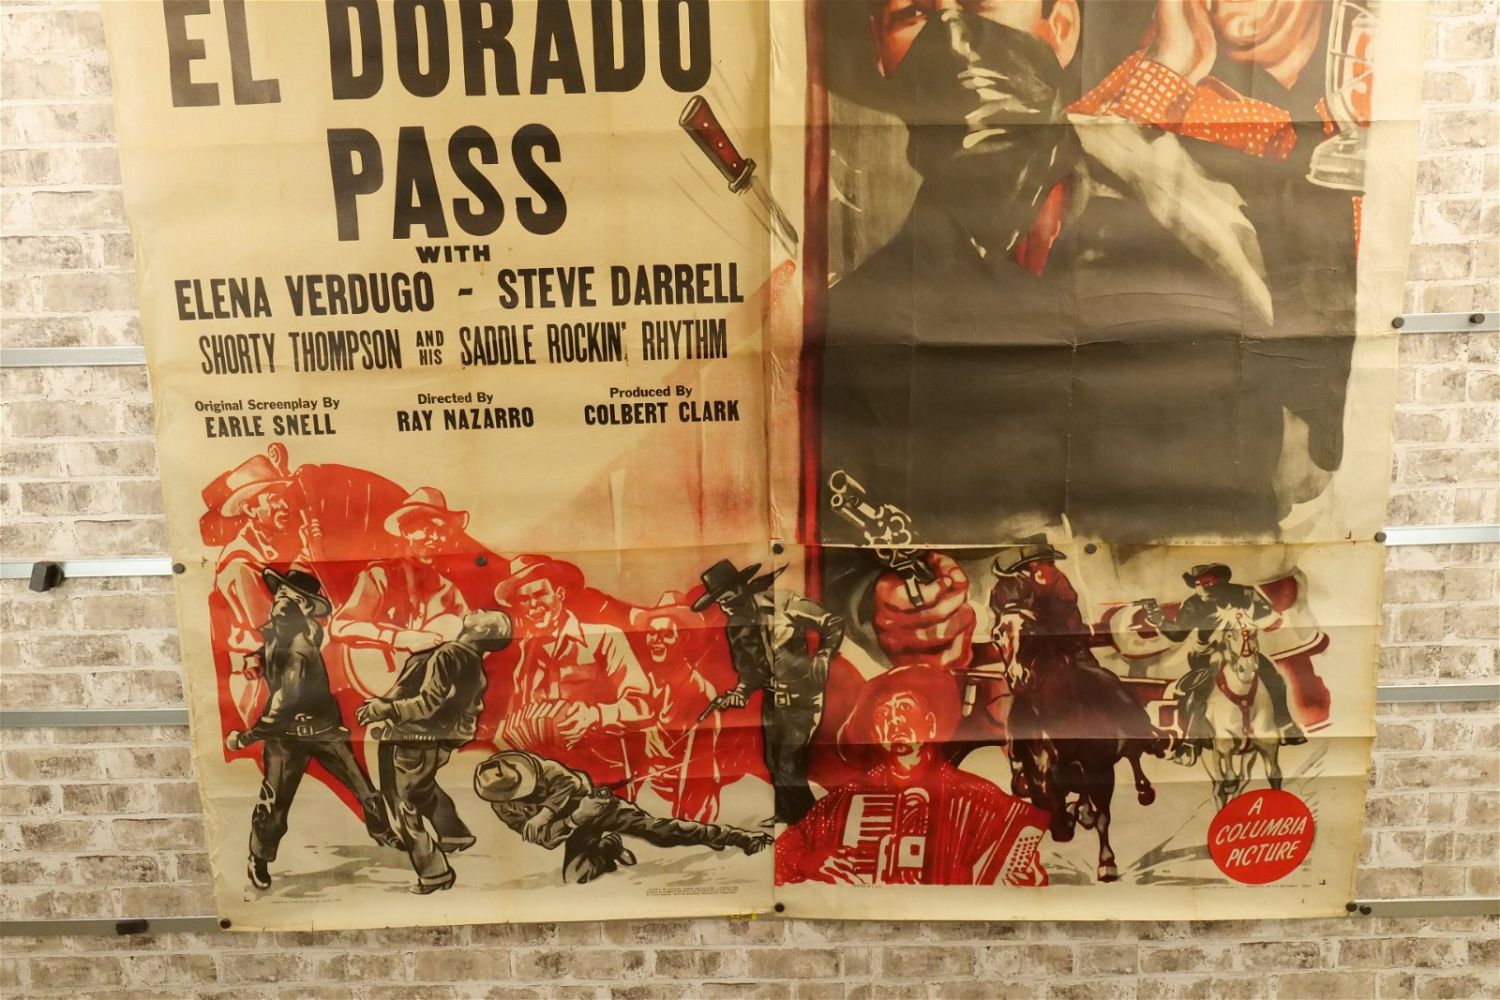 EL DORADO
PASS
WITH
ELENA VERDUGO - STEVE DARRELL
SHORTY THOMPSON AND HIS SADDLE ROCKIN' RHYTHM
Original Screenplay By
EARLE SNELL
Directed By
RAY NAZARRO
Produced By
COLBERT CLARK
A
COLUMBIA
PICTURE